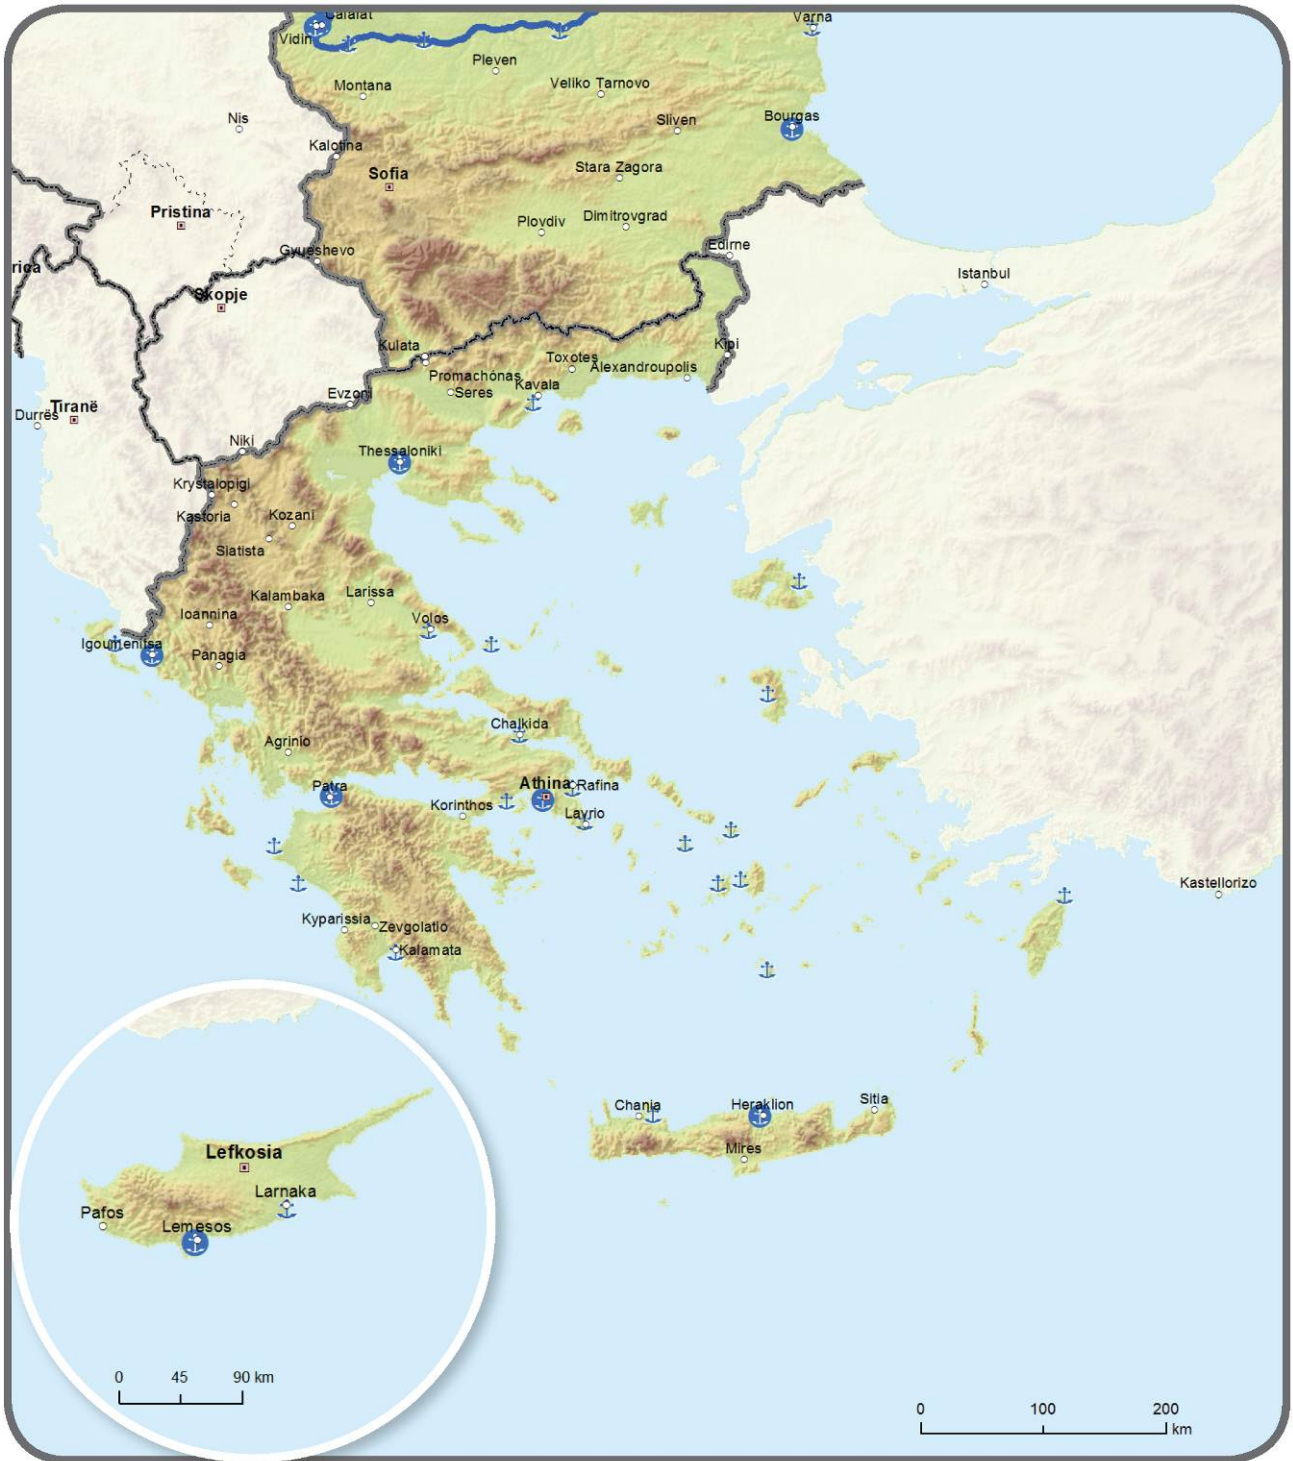 Calafat
Varna
Vidin
Pleven
Montana
Veliko Tarnovo
Nis
Sliven
Bourgas
Kalotina
Sofia
Stara Zagora
Pristina
Plovdiv
Dimitrovgrad
Gyueshevo
Edirne
rica
Istanbul
Skopje
Kulata
Kipi
Toxotes
Alexandroupolis
Promachonas
Kavala
Evzoni
Seres
Tiranë
Durrës
Niki
Thessaloniki
Krystalopigi
Kastoria
Kozani
Siatista
Kalambaka
Larissa
Ioannina
Volos
Igoumenitsa
Panagia
Chalkida
Agrinio
Patra
Athina
Rafina
Korinthos
Lavrio
Kastellorizo
Kyparissia
Zevgolatio
Kalamata
Chania
Heraklion
Sitia
Mires
Lefkosia
Larnaka
Pafos
Lemesos
0 45 90 km
0 100 200
km